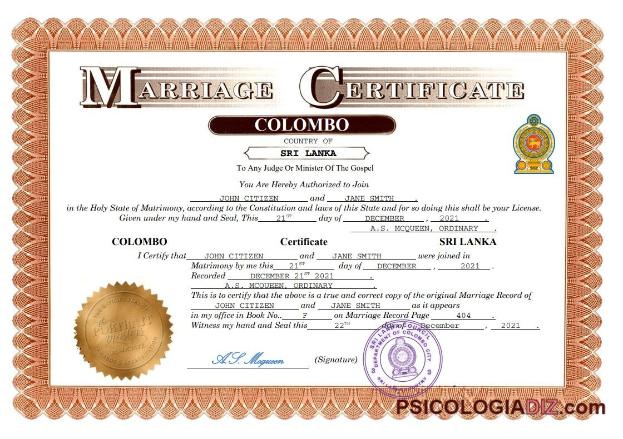 MARRIAGE CERTIFICATE
COLOMBO
COUNTRY OF
SRI LANKA
To Any Judge Or Minister Of The Gospel
You Are Hereby Authorized to Join
JOHN CITIZEN and JANE SMITH .
in the Holy State of Matrimony, according to the Constitution and laws of this State and for so doing this shall be your License.
Given under my hand and Seal, This 21ST day of DECEMBER , 2021 .
A.S. MCQUEEN, ORDINARY .
COLOMBO Certificate SRI LANKA
I Certify that JOHN CITIZEN and JANE SMITH were joined in
Matrimony by me this 21ST day of DECEMBER , 2021 .
Recorded DECEMBER 21ST 2021 .
A.S. MCQUEEN, ORDINARY .
This is to certify that the above is a true and correct copy of the original Marriage Record of
JOHN CITIZEN and JANE SMITH as it appears
in my office in Book No.. F on Marriage Record Page 404 .
Witness my hand and Seal this 22TH day of December , 2021 .
A.S. Mcqueen (Signature)
DEPARTMENT OF COLOMBO CITY
PSICOLOGIADIZ.com